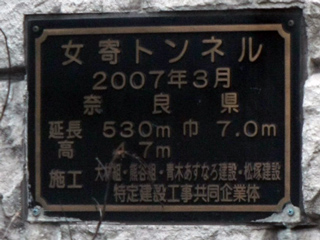 女寄トンネル
2007年3月
奈良県
延長 530m 巾 7.0m
高 4.7m
施工 大林組・熊谷組・青木あすなろ建設・松塚建設
特定建設工事共同企業体